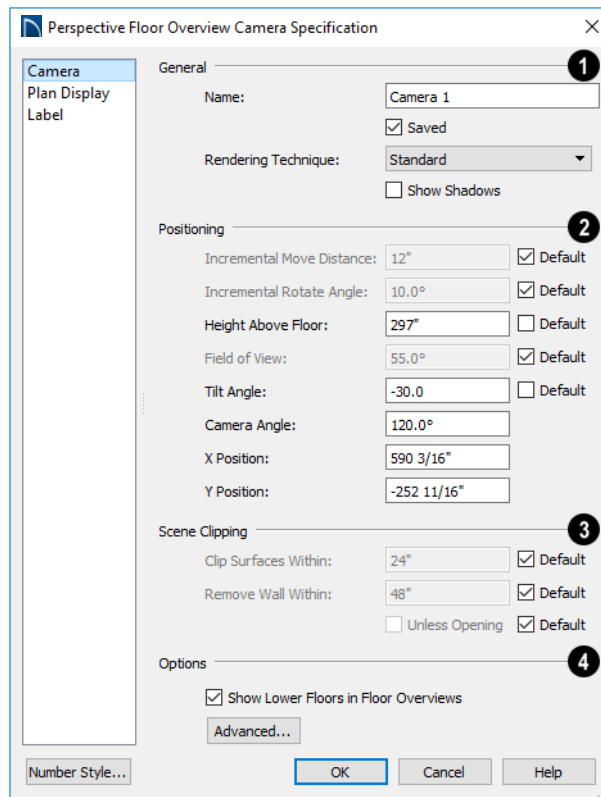 Perspective Floor Overview Camera Specification
Camera
Plan Display
Label
General 1
Name: Camera 1
Saved
Rendering Technique: Standard
Show Shadows
Positioning 2
Incremental Move Distance: 12" Default
Incremental Rotate Angle: 10.0° Default
Height Above Floor: 297" Default
Field of View: 55.0° Default
Tilt Angle: -30.0 Default
Camera Angle: 120.0°
X Position: 590 3/16"
Y Position: -252 11/16"
Scene Clipping 3
Clip Surfaces Within: 24" Default
Remove Wall Within: 48" Default
Unless Opening Default
Options 4
Show Lower Floors in Floor Overviews
Advanced...
Number Style... OK Cancel Help